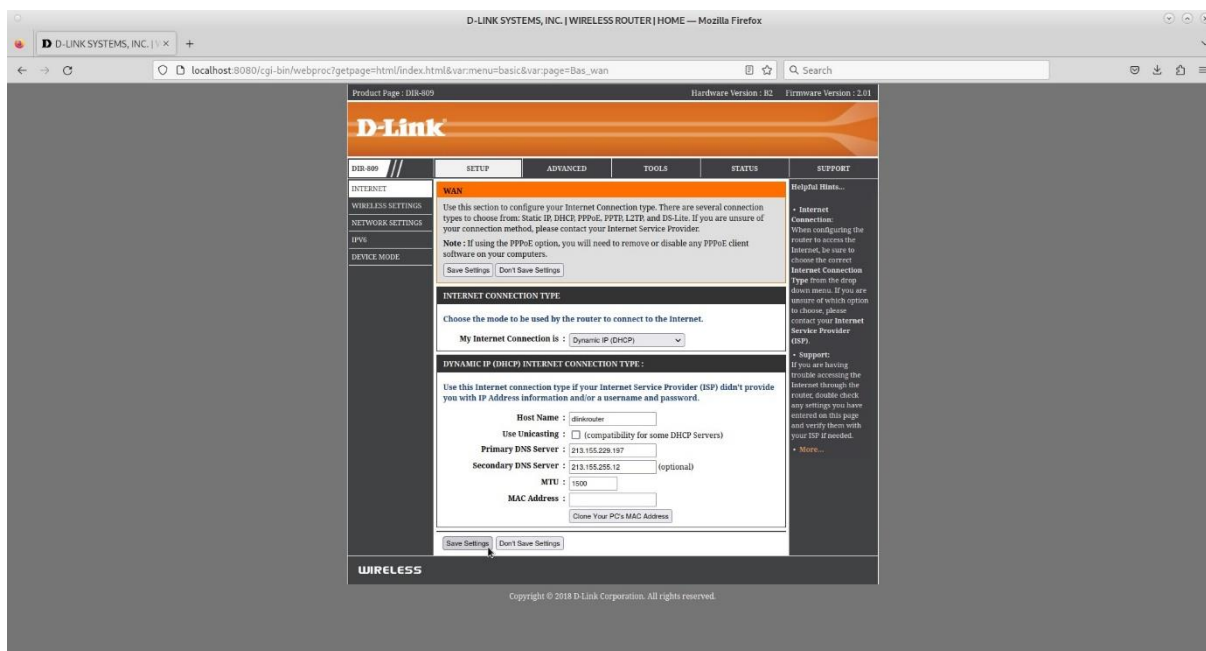 D-LINK SYSTEMS, INC. | WIRELESS ROUTER | HOME — Mozilla Firefox
D-LINK SYSTEMS, INC. |
localhost:8080/cgi-bin/webproc?getpage=html/index.html&var:menu=basic&var:page=Bas_wan
Search
Product Page : DIR-809
Hardware Version : B2 Firmware Version : 2.01
D-Link
DIR-809
SETUP
ADVANCED
TOOLS
STATUS
SUPPORT
INTERNET
WIRELESS SETTINGS
NETWORK SETTINGS
IPV6
DEVICE MODE
WAN
Use this section to configure your Internet Connection type. There are several connection
types to choose from: Static IP, DHCP, PPPoE, PPTP, L2TP, and DS-Lite. If you are unsure of
your connection method, please contact your Internet Service Provider.
Note : If using the PPPoE option, you will need to remove or disable any PPPoE client
software on your computers.
Save Settings Don't Save Settings
INTERNET CONNECTION TYPE
Choose the mode to be used by the router to connect to the Internet.
My Internet Connection is : Dynamic IP (DHCP)
DYNAMIC IP (DHCP) INTERNET CONNECTION TYPE :
Use this Internet connection type if your Internet Service Provider (ISP) didn't provide
you with IP Address information and/or a username and password.
Host Name : dlinkrouter
Use Unicasting : (compatibility for some DHCP Servers)
Primary DNS Server : 213.155.229.197
Secondary DNS Server : 213.155.255.12 (optional)
MTU : 1500
MAC Address :
Clone Your PC's MAC Address
Save Settings Don't Save Settings
Helpful Hints...
• Internet
Connection:
When configuring the
router to access the
Internet, be sure to
choose the correct
Internet Connection
Type from the drop
down menu. If you are
unsure of which option
to choose, please
contact your Internet
Service Provider
(ISP).
• Support:
If you are having
trouble accessing the
Internet through the
router, double check
any settings you have
entered on this page
and verify them with
your ISP if needed.
• More...
WIRELESS
Copyright © 2018 D-Link Corporation. All rights reserved.